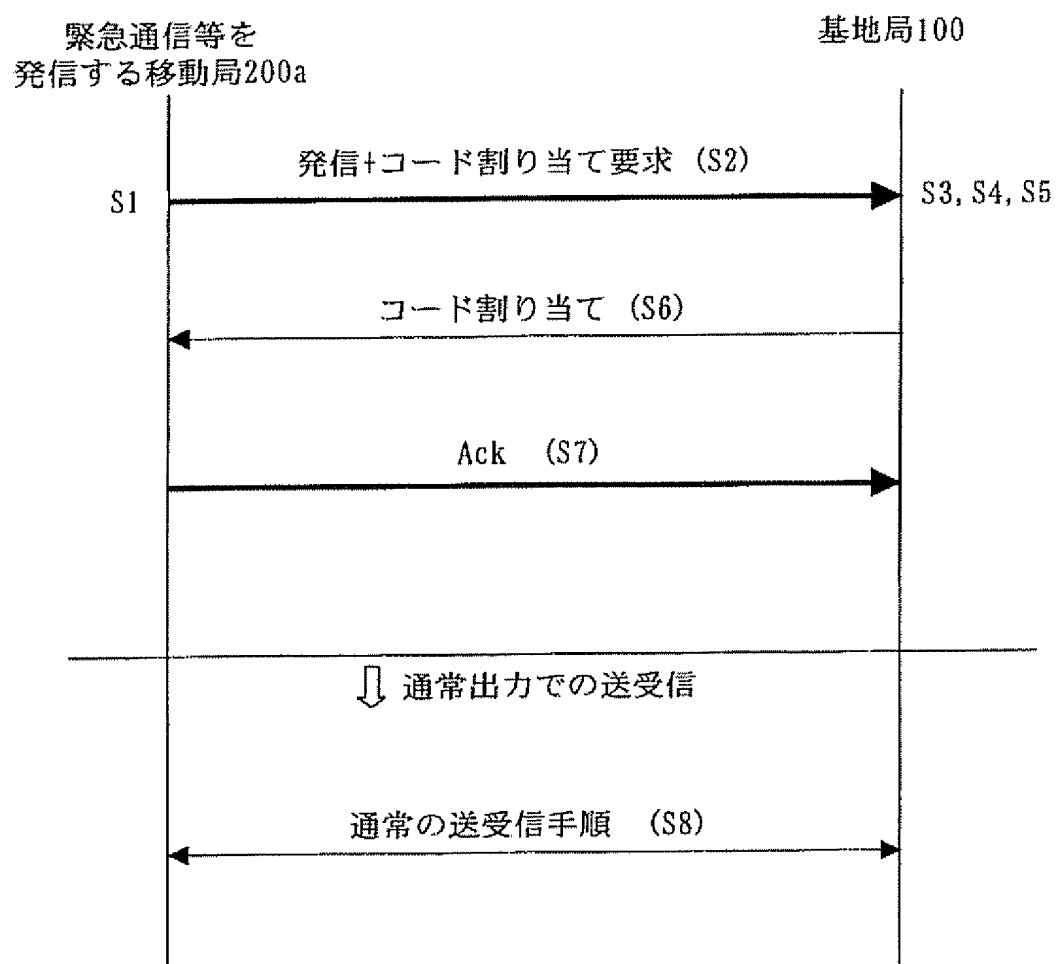 緊急通信等を
発信する移動局200a
基地局100
発信+コード割り当て要求 (S2)
S1
S3, S4, S5
コード割り当て (S6)
Ack (S7)
通常出力での送受信
通常の送受信手順 (S8)